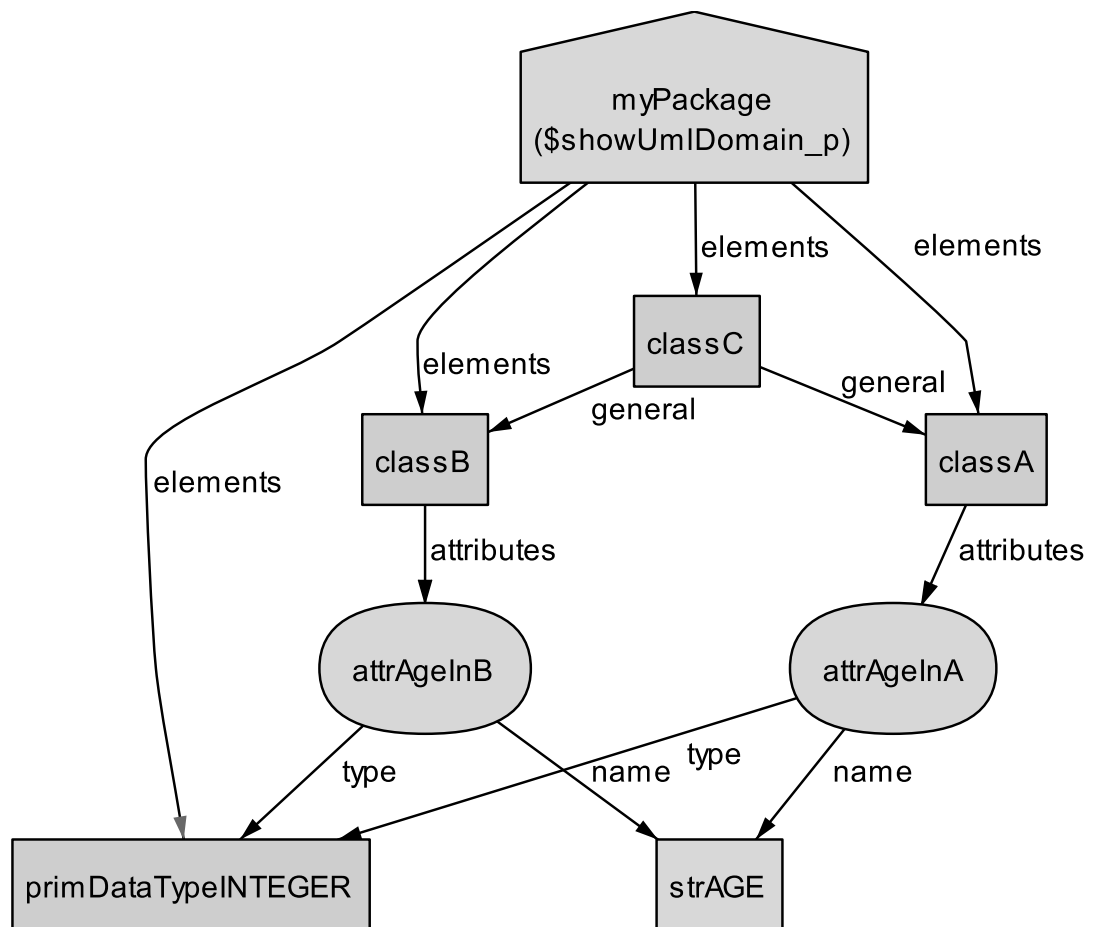 myPackage
($showUmlDomain_p)
elements
elements
classC
elements
general
general
classB
classA
elements
attributes
attributes
attrAgeInB
attrAgeInA
type
name
type
name
primDataTypeINTEGER
strAGE